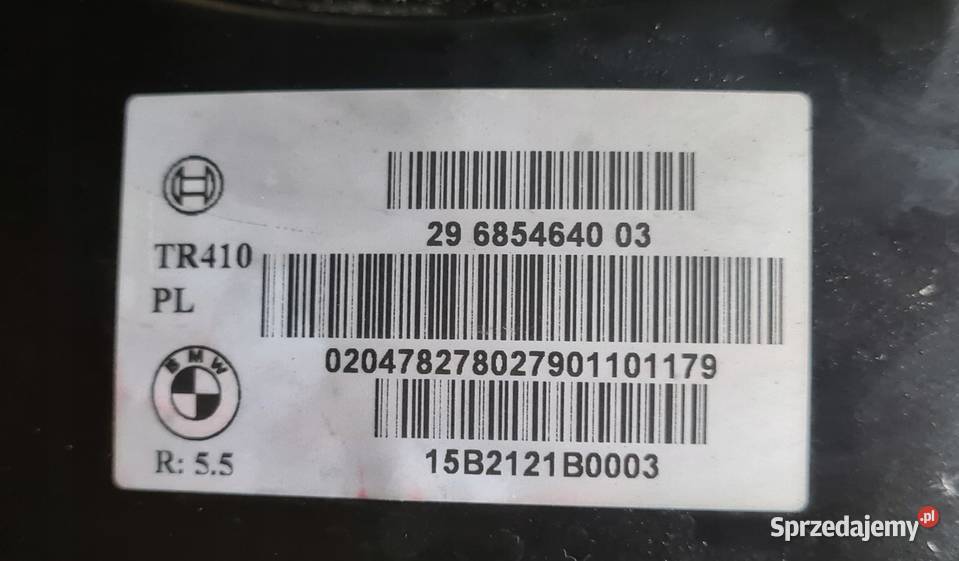 29 6854640 03
TR410
PL
020478278027901101179
BMW
R: 5.5
15B2121B0003
Sprzedajemy.pl